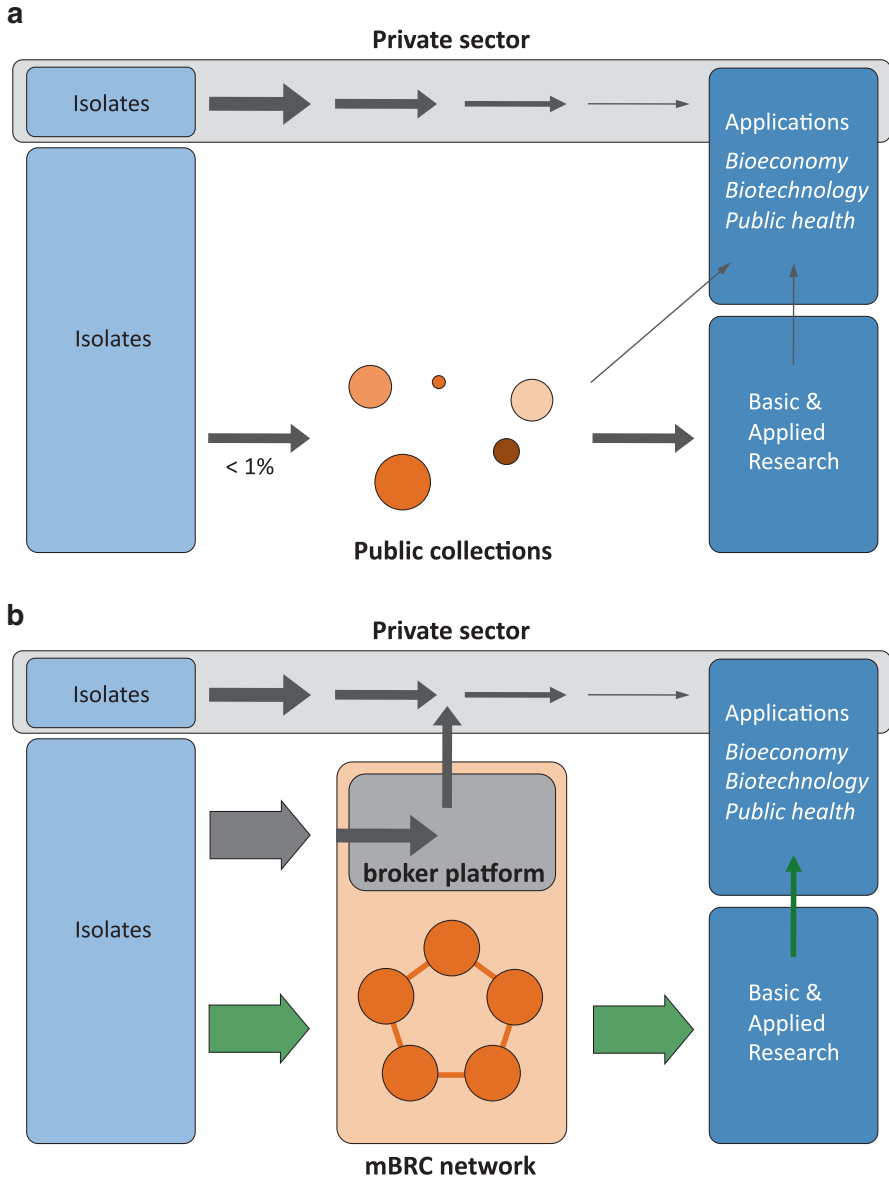 a
Private sector
Isolates
Applications
Bioeconomy
Biotechnology
Public health
Isolates
Basic &
Applied
Research
< 1%
Public collections
b
Private sector
Isolates
Applications
Bioeconomy
Biotechnology
Public health
broker platform
Isolates
Basic &
Applied
Research
mBRC network